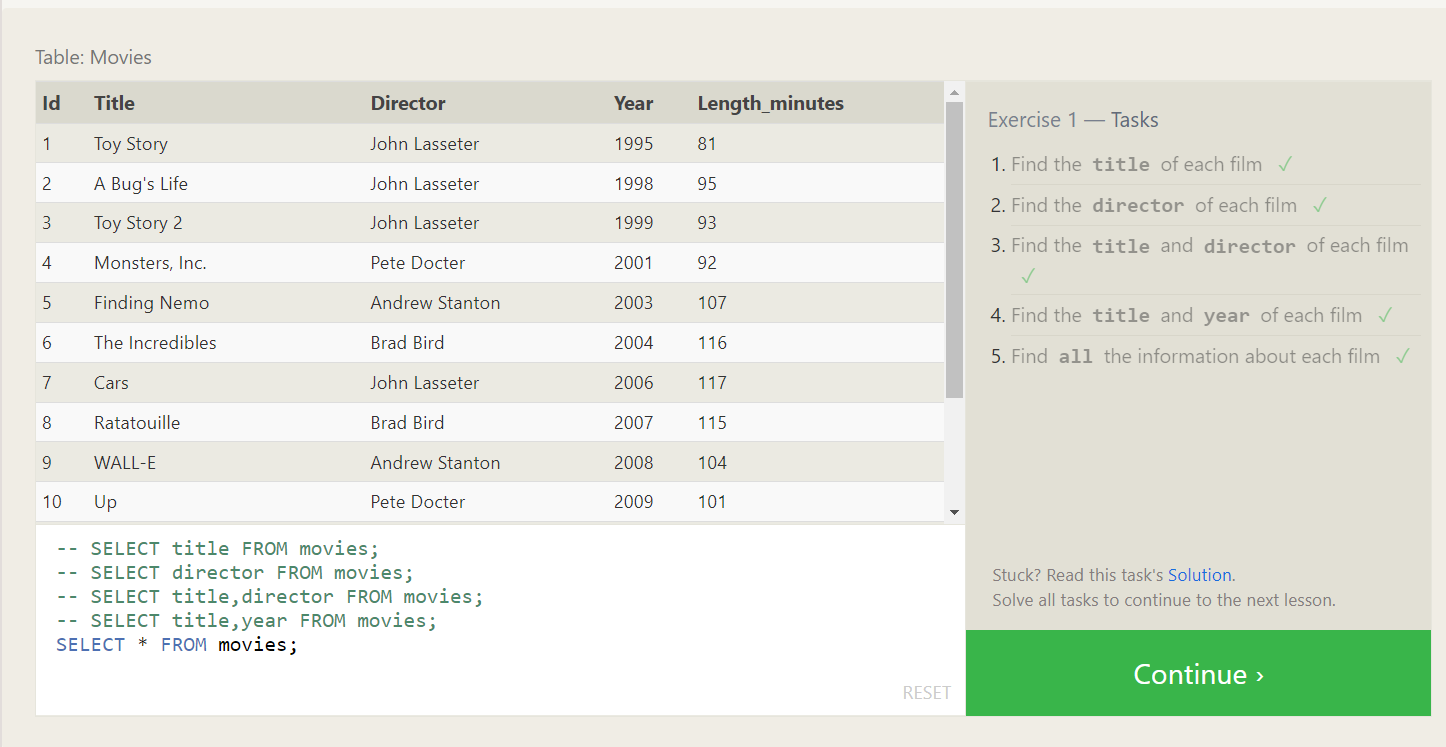 Table: Movies
Id Title Director Year Length_minutes
1 Toy Story John Lasseter 1995 81
2 A Bug's Life John Lasseter 1998 95
3 Toy Story 2 John Lasseter 1999 93
4 Monsters, Inc. Pete Docter 2001 92
5 Finding Nemo Andrew Stanton 2003 107
6 The Incredibles Brad Bird 2004 116
7 Cars John Lasseter 2006 117
8 Ratatouille Brad Bird 2007 115
9 WALL-E Andrew Stanton 2008 104
10 Up Pete Docter 2009 101
-- SELECT title FROM movies;
-- SELECT director FROM movies;
-- SELECT title,director FROM movies;
-- SELECT title,year FROM movies;
SELECT * FROM movies;
RESET
Exercise 1 — Tasks
1. Find the title of each film ✓
2. Find the director of each film ✓
3. Find the title and director of each film
✓
4. Find the title and year of each film ✓
5. Find all the information about each film ✓
Stuck? Read this task's Solution.
Solve all tasks to continue to the next lesson.
Continue ›